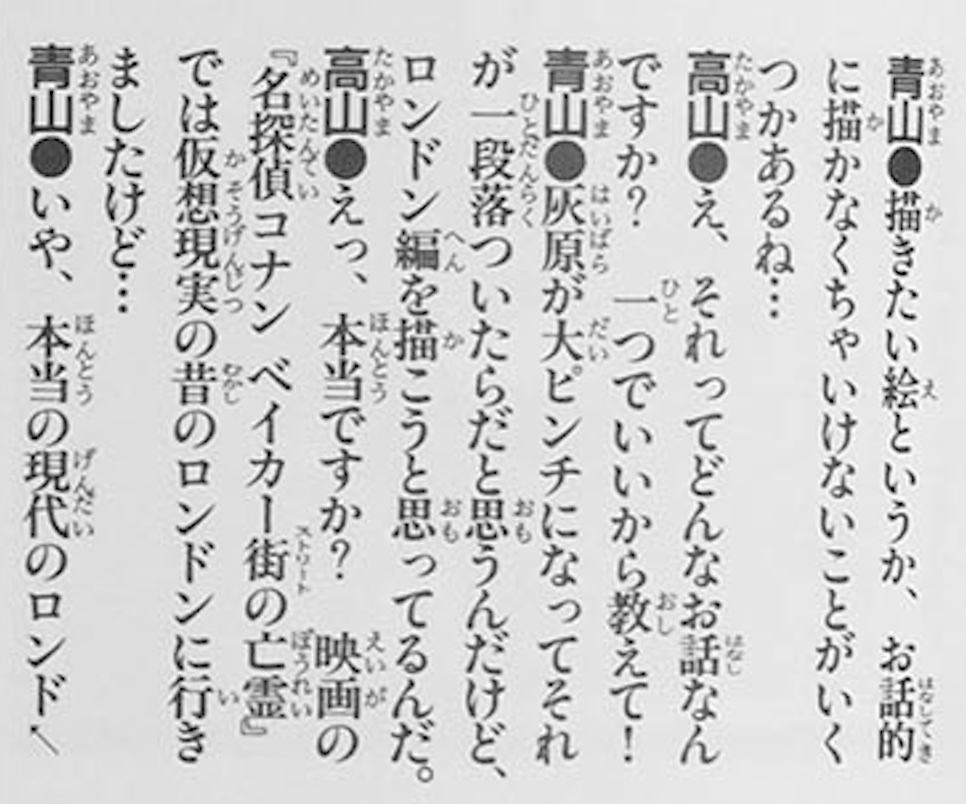 青山●描きたい絵というか、お話的
に描かなくちゃいけないことがいく
つかあるね…
高山●え、それってどんなお話なん
ですか？　一つでいいから教えて！
青山●灰原が大ピンチになってそれ
が一段落ついたらだと思うんだけど、
ロンドン編を描こうと思ってるんだ。
高山●えっ、本当ですか？　映画の
『名探偵コナン ベイカー街の亡霊』
では仮想現実の昔のロンドンに行き
ましたけど…
青山●いや、本当の現代のロンド↖